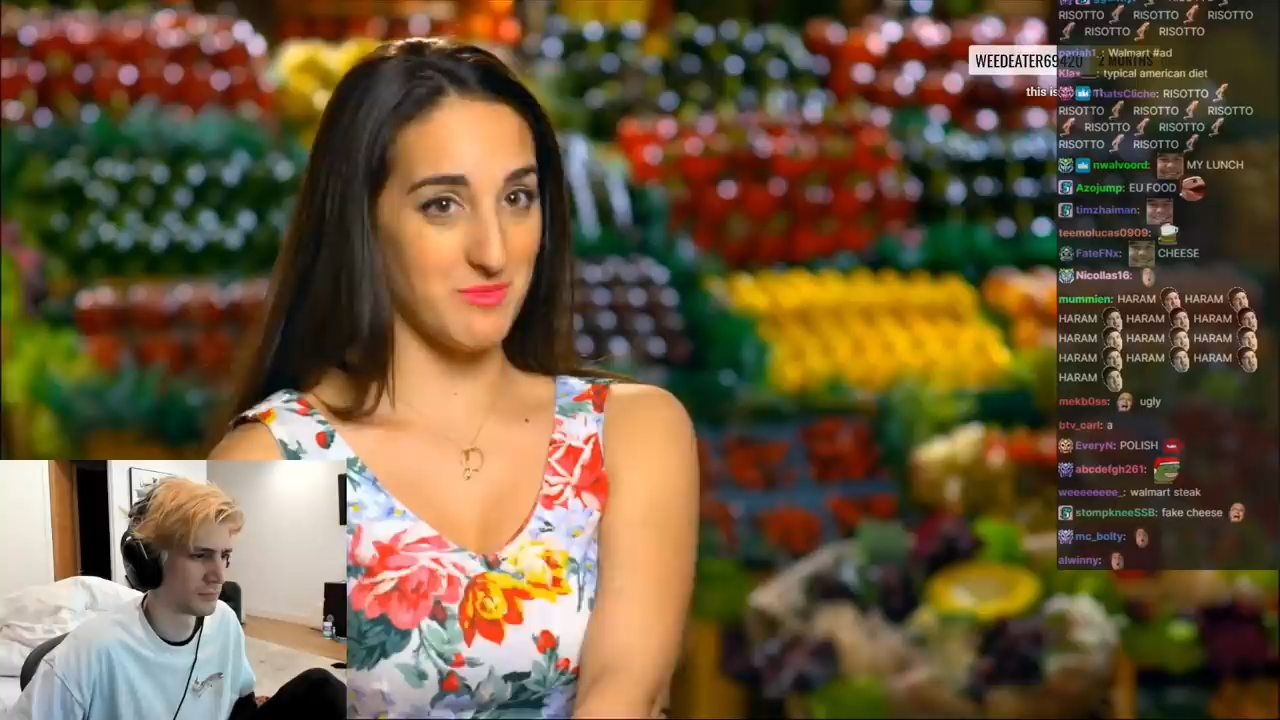 RISOTTO RISOTTO RISOTTO
RISOTTO RISOTTO
WEEDEATER69420 2 MONTHS
pariah1_: Walmart #ad
typical american diet
this is
ThatsCliche: RISOTTO
RISOTTO RISOTTO RISOTTO
RISOTTO RISOTTO
RISOTTO RISOTTO
nwalvoord: MY LUNCH
Azojump: EU FOOD
timzhaiman:
teemolucas0909:
FateFNx: CHEESE
Nicollas16:
mummien: HARAM HARAM
HARAM HARAM HARAM
HARAM HARAM HARAM
HARAM HARAM HARAM
HARAM
mekb0ss: ugly
btv_carl: a
EveryN: POLISH
abcdefgh261:
weeeeeeee_: walmart steak
stompkneeSSB: fake cheese
mc_bolty:
alwinny: